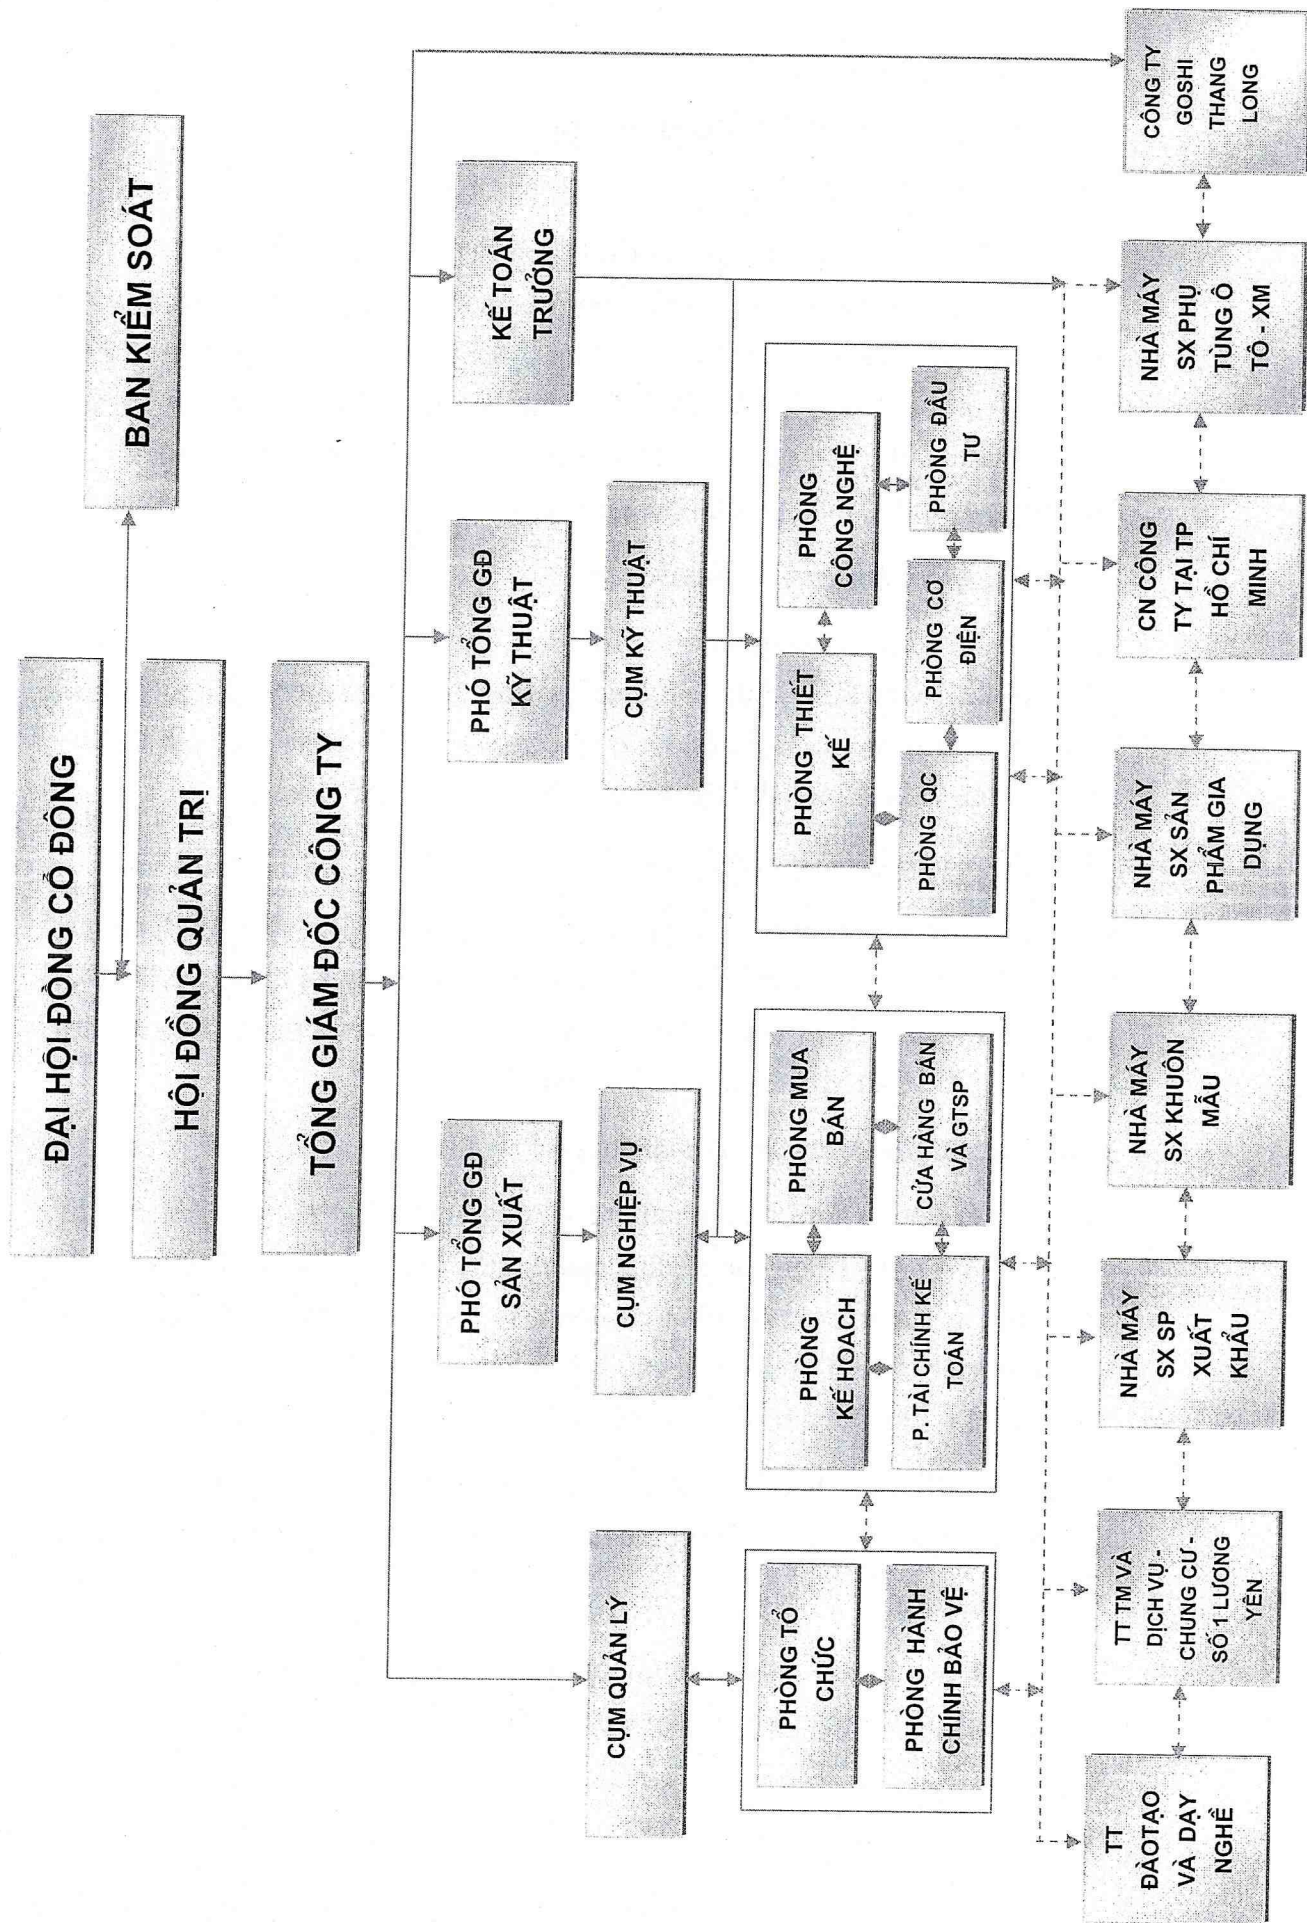 ĐẠI HỘI ĐỒNG CỔ ĐÔNG
BAN KIỂM SOÁT
HỘI ĐỒNG QUẢN TRỊ
TỔNG GIÁM ĐỐC CÔNG TY
PHÓ TỔNG GĐ
SẢN XUẤT
PHÓ TỔNG GĐ
KỸ THUẬT
KẾ TOÁN
TRƯỞNG
CỤM QUẢN LÝ
CỤM NGHIỆP VỤ
CỤM KỸ THUẬT
PHÒNG TỔ
CHỨC
PHÒNG HÀNH
CHÍNH BẢO VỆ
PHÒNG
KẾ HOẠCH
PHÒNG MUA
BÁN
P. TÀI CHÍNH KẾ
TOÁN
CỬA HÀNG BÁN
VÀ GTSP
PHÒNG THIẾT
KẾ
PHÒNG
CÔNG NGHỆ
PHÒNG QC
PHÒNG CƠ
ĐIỆN
PHÒNG ĐẦU
TƯ
TT
ĐÀOTẠO
VÀ DẠY
NGHỀ
TT TM VÀ
DỊCH VỤ -
CHUNG CƯ -
SỐ 1 LƯƠNG
YÊN
NHÀ MÁY
SX SP
XUẤT
KHẨU
NHÀ MÁY
SX KHUÔN
MẪU
NHÀ MÁY
SX SẢN
PHẨM GIA
DỤNG
CN CÔNG
TY TẠI TP
HỒ CHÍ
MINH
NHÀ MÁY
SX PHỤ
TÙNG Ô
TÔ - XM
CÔNG TY
GOSHI
THANG
LONG